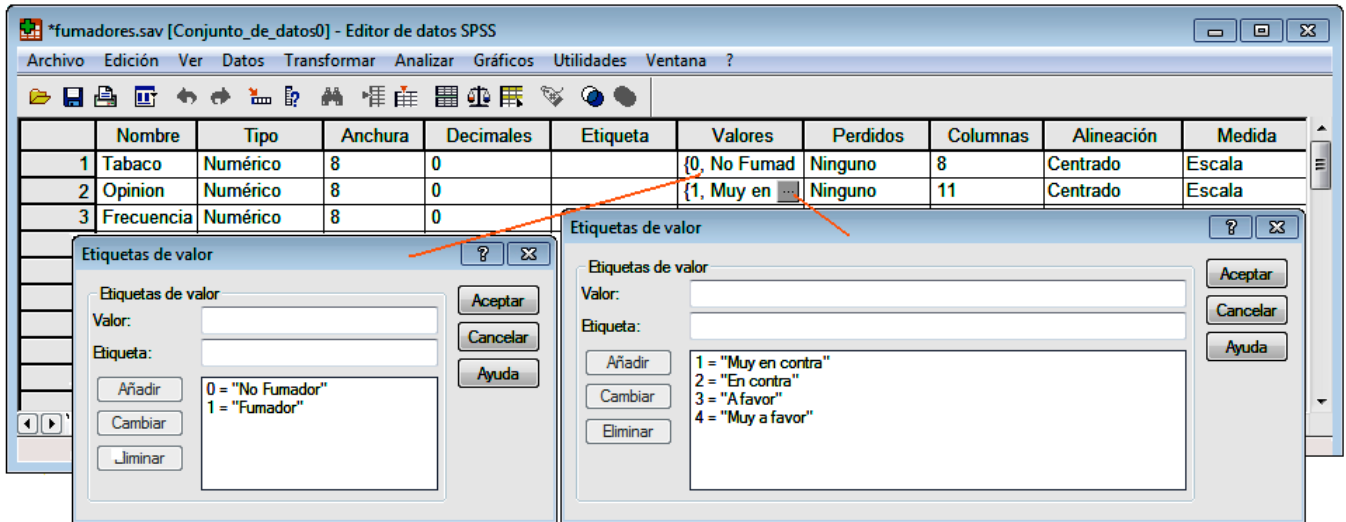 *fumadores.sav [Conjunto_de_datos0] - Editor de datos SPSS
Archivo Edición Ver Datos Transformar Analizar Gráficos Utilidades Ventana ?
Nombre Tipo Anchura Decimales Etiqueta Valores Perdidos Columnas Alineación Medida
1 Tabaco Numérico 8 0 {0, No Fumad Ninguno 8 Centrado Escala
2 Opinion Numérico 8 0 {1, Muy en ... Ninguno 11 Centrado Escala
3 Frecuencia Numérico 8 0
Etiquetas de valor ?
Etiquetas de valor
Valor:
Etiqueta:
Aceptar
Cancelar
Ayuda
Añadir
Cambiar
Eliminar
0 = "No Fumador"
1 = "Fumador"
Etiquetas de valor ?
Etiquetas de valor
Valor:
Etiqueta:
Aceptar
Cancelar
Ayuda
Añadir
Cambiar
Eliminar
1 = "Muy en contra"
2 = "En contra"
3 = "A favor"
4 = "Muy a favor"